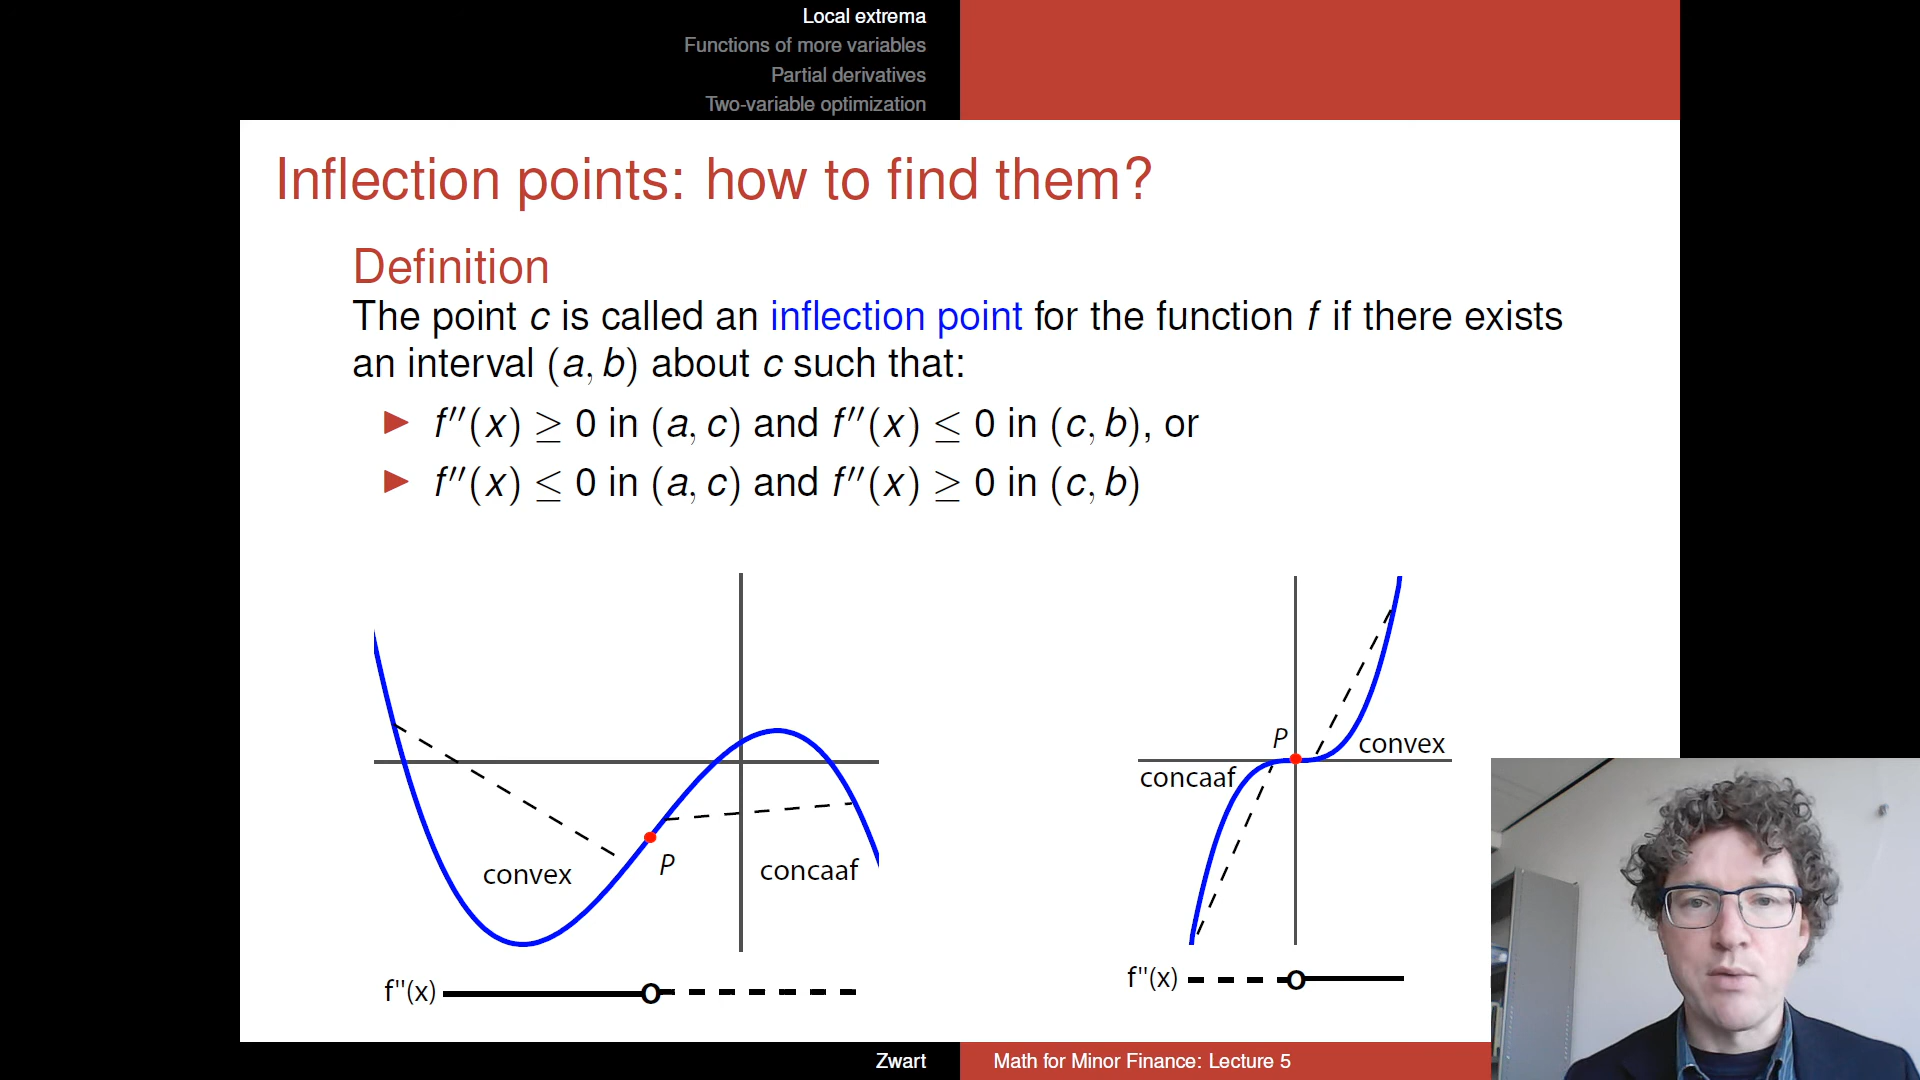 Local extrema
Functions of more variables
Partial derivatives
Two-variable optimization
Inflection points: how to find them?
Definition
The point c is called an inflection point for the function f if there exists
an interval (a, b) about c such that:
▶ f″(x) ≥ 0 in (a, c) and f″(x) ≤ 0 in (c, b), or
▶ f″(x) ≤ 0 in (a, c) and f″(x) ≥ 0 in (c, b)
convex
P
concaaf
f"(x)
P
convex
concaaf
f"(x)
Zwart
Math for Minor Finance: Lecture 5